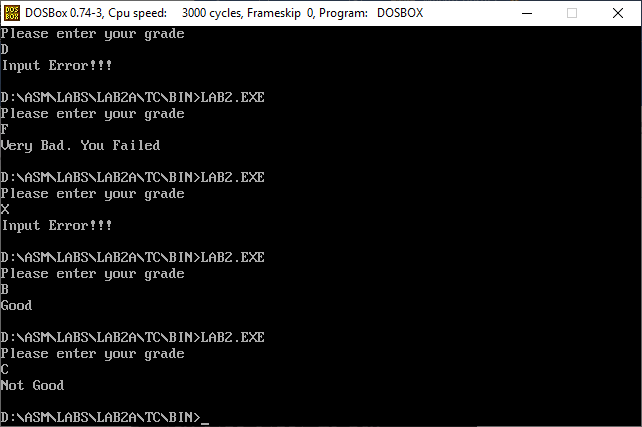 DOS
BOX
DOSBox 0.74-3, Cpu speed: 3000 cycles, Frameskip 0, Program: DOSBOX
Please enter your grade
D
Input Error!!!
D:\ASM\LABS\LAB2A\TC\BIN>LAB2.EXE
Please enter your grade
F
Very Bad. You Failed
D:\ASM\LABS\LAB2A\TC\BIN>LAB2.EXE
Please enter your grade
X
Input Error!!!
D:\ASM\LABS\LAB2A\TC\BIN>LAB2.EXE
Please enter your grade
B
Good
D:\ASM\LABS\LAB2A\TC\BIN>LAB2.EXE
Please enter your grade
C
Not Good
D:\ASM\LABS\LAB2A\TC\BIN>_